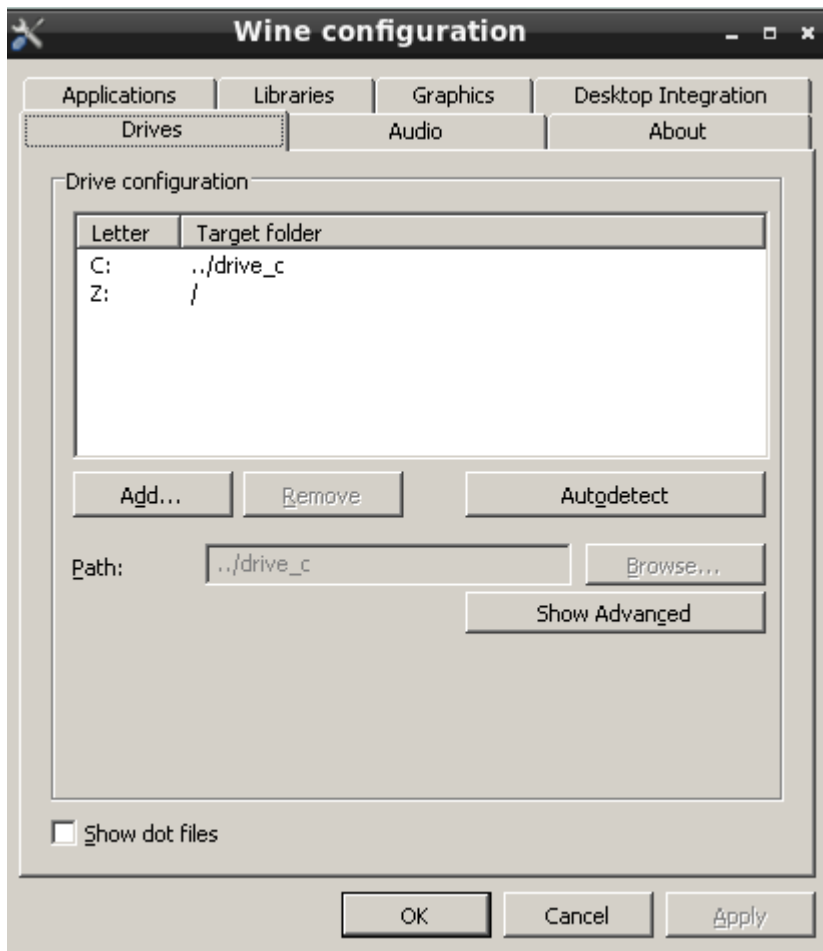 Wine configuration
Applications Libraries Graphics Desktop Integration
Drives Audio About
Drive configuration
Letter Target folder
C: ../drive_c
Z: /
Add... Remove Autodetect
Path: ../drive_c Browse...
Show Advanced
Show dot files
OK Cancel Apply